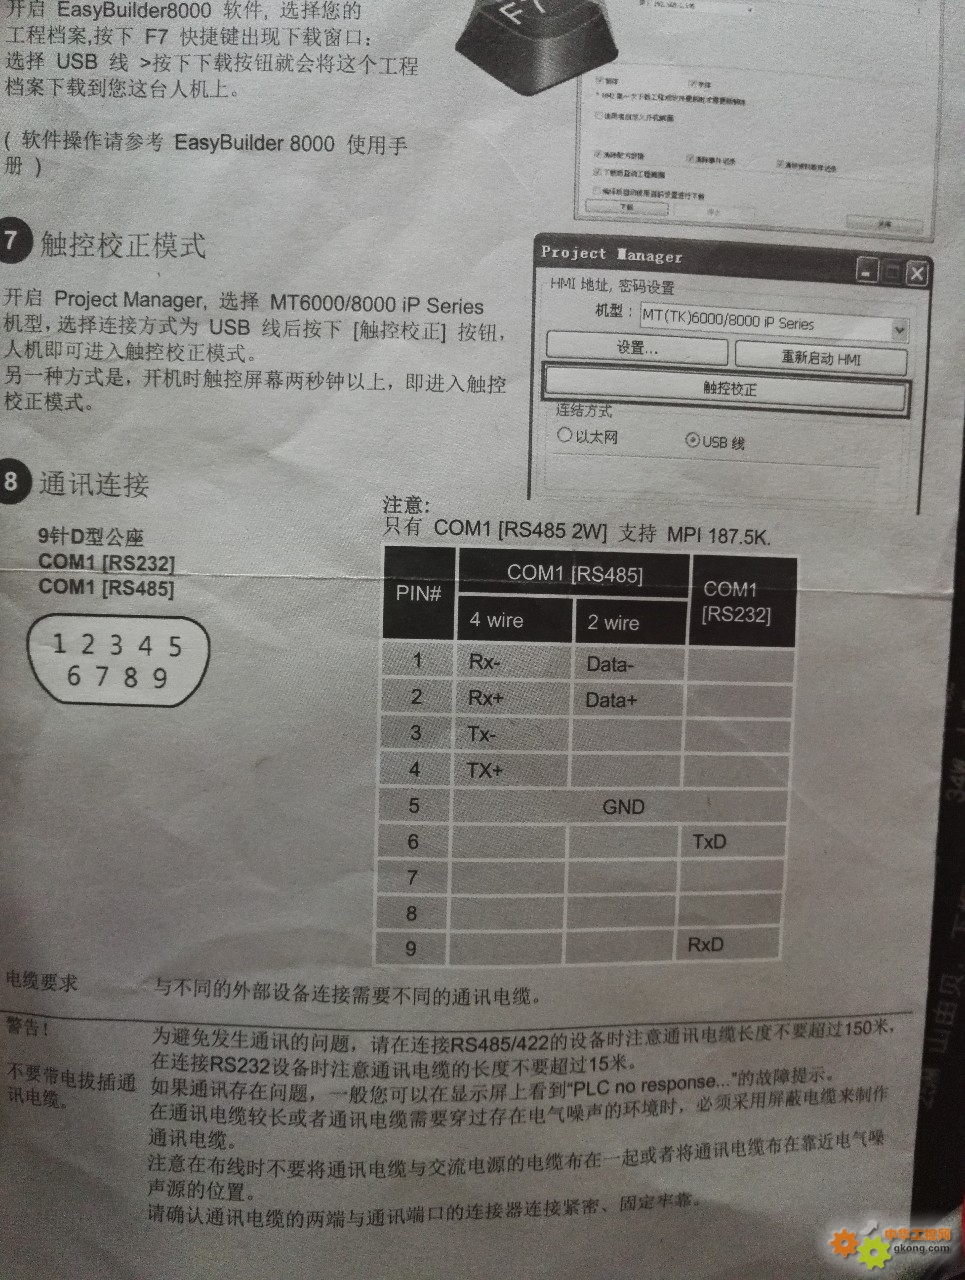 开启 EasyBuilder8000 软件, 选择您的
工程档案,按下 F7 快捷键出现下载窗口:
选择 USB 线 >按下下载按钮就会将这个工程
档案下载到您这台人机上。
( 软件操作请参考 EasyBuilder 8000 使用手
册 )
7 触控校正模式
开启 Project Manager, 选择 MT6000/8000 iP Series
机型,选择连接方式为 USB 线后按下 [触控校正] 按钮,
人机即可进入触控校正模式。
另一种方式是, 开机时触控屏幕两秒钟以上, 即进入触控
校正模式。
Project Manager
HMI 地址, 密码设置
机型: MT(TK)6000/8000 iP Series
设置... 重新启动 HMI
触控校正
连结方式
以太网 USB 线
8 通讯连接
9针D型公座
COM1 [RS232]
COM1 [RS485]
1 2 3 4 5
6 7 8 9
注意:
只有 COM1 [RS485 2W] 支持 MPI 187.5K.
PIN# COM1 [RS485] COM1 [RS232]
4 wire 2 wire
1 Rx- Data-
2 Rx+ Data+
3 Tx-
4 TX+
5 GND
6 TxD
7
8
9 RxD
电缆要求 与不同的外部设备连接需要不同的通讯电缆。
警告!
不要带电拔插通
讯电缆。
为避免发生通讯的问题, 请在连接RS485/422的设备时注意通讯电缆长度不要超过150米,
在连接RS232设备时注意通讯电缆的长度不要超过15米。
如果通讯存在问题, 一般您可以在显示屏上看到"PLC no response..."的故障提示。
在通讯电缆较长或者通讯电缆需要穿过存在电气噪声的环境时, 必须采用屏蔽电缆来制作
通讯电缆。
注意在布线时不要将通讯电缆与交流电源的电缆布在一起或者将通讯电缆布在靠近电气噪
声源的位置。
请确认通讯电缆的两端与通讯端口的连接器连接紧密、固定牢靠。
中华工控网
gkong.com